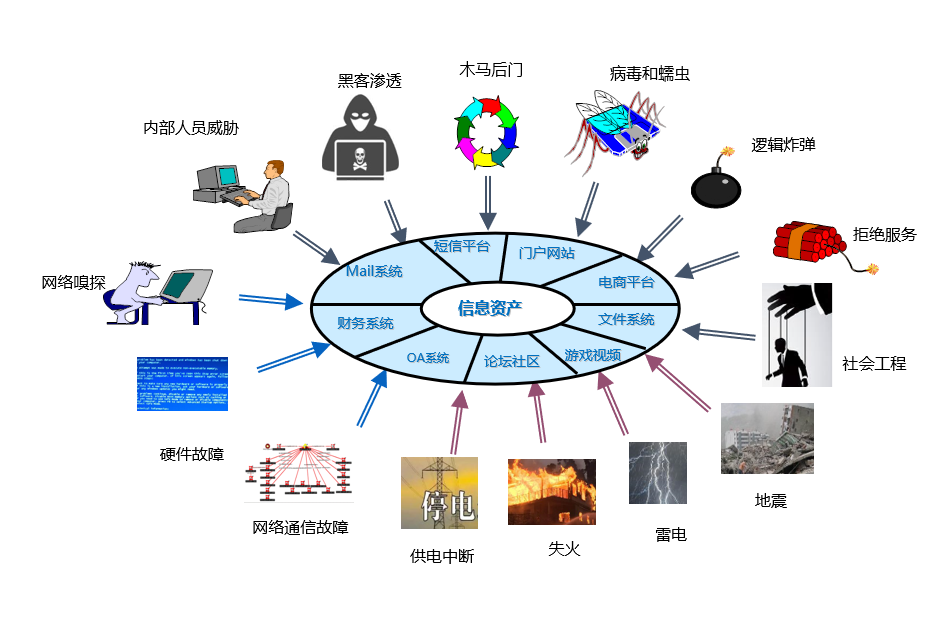 木马后门
病毒和蠕虫
黑客渗透
内部人员威胁
逻辑炸弹
拒绝服务
短信平台
门户网站
Mail系统
电商平台
网络嗅探
信息资产
财务系统
文件系统
OA系统
论坛社区
游戏视频
社会工程
硬件故障
停电
地震
网络通信故障
供电中断
失火
雷电